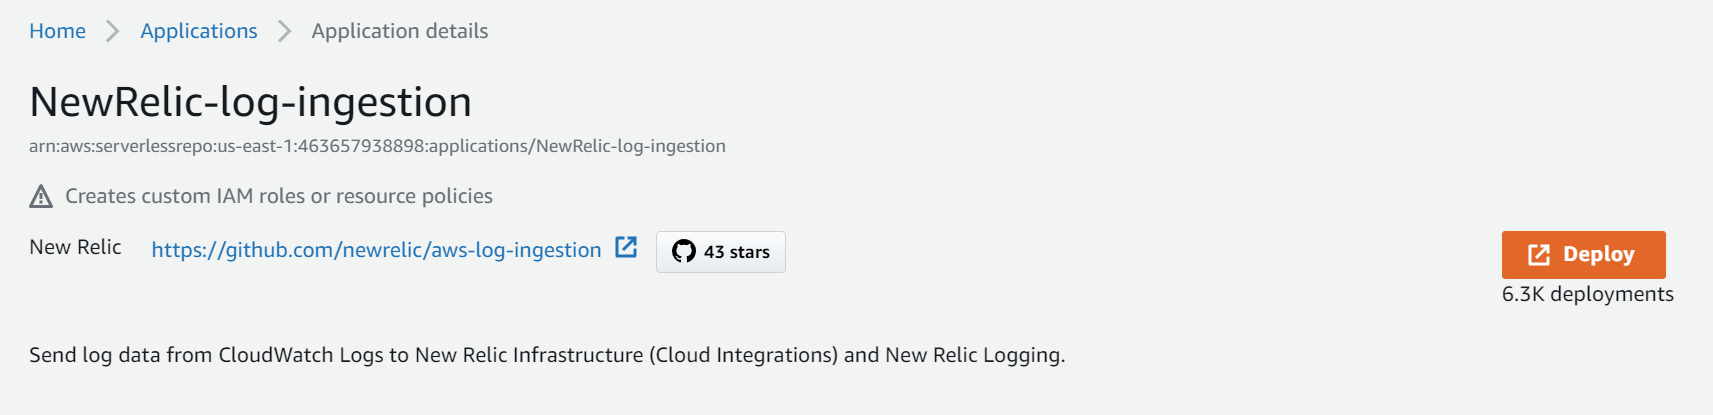 Home Applications Application details
NewRelic-log-ingestion
arn:aws:serverlessrepo:us-east-1:463657938898:applications/NewRelic-log-ingestion
Creates custom IAM roles or resource policies
New Relic https://github.com/newrelic/aws-log-ingestion 43 stars Deploy
6.3K deployments
Send log data from CloudWatch Logs to New Relic Infrastructure (Cloud Integrations) and New Relic Logging.